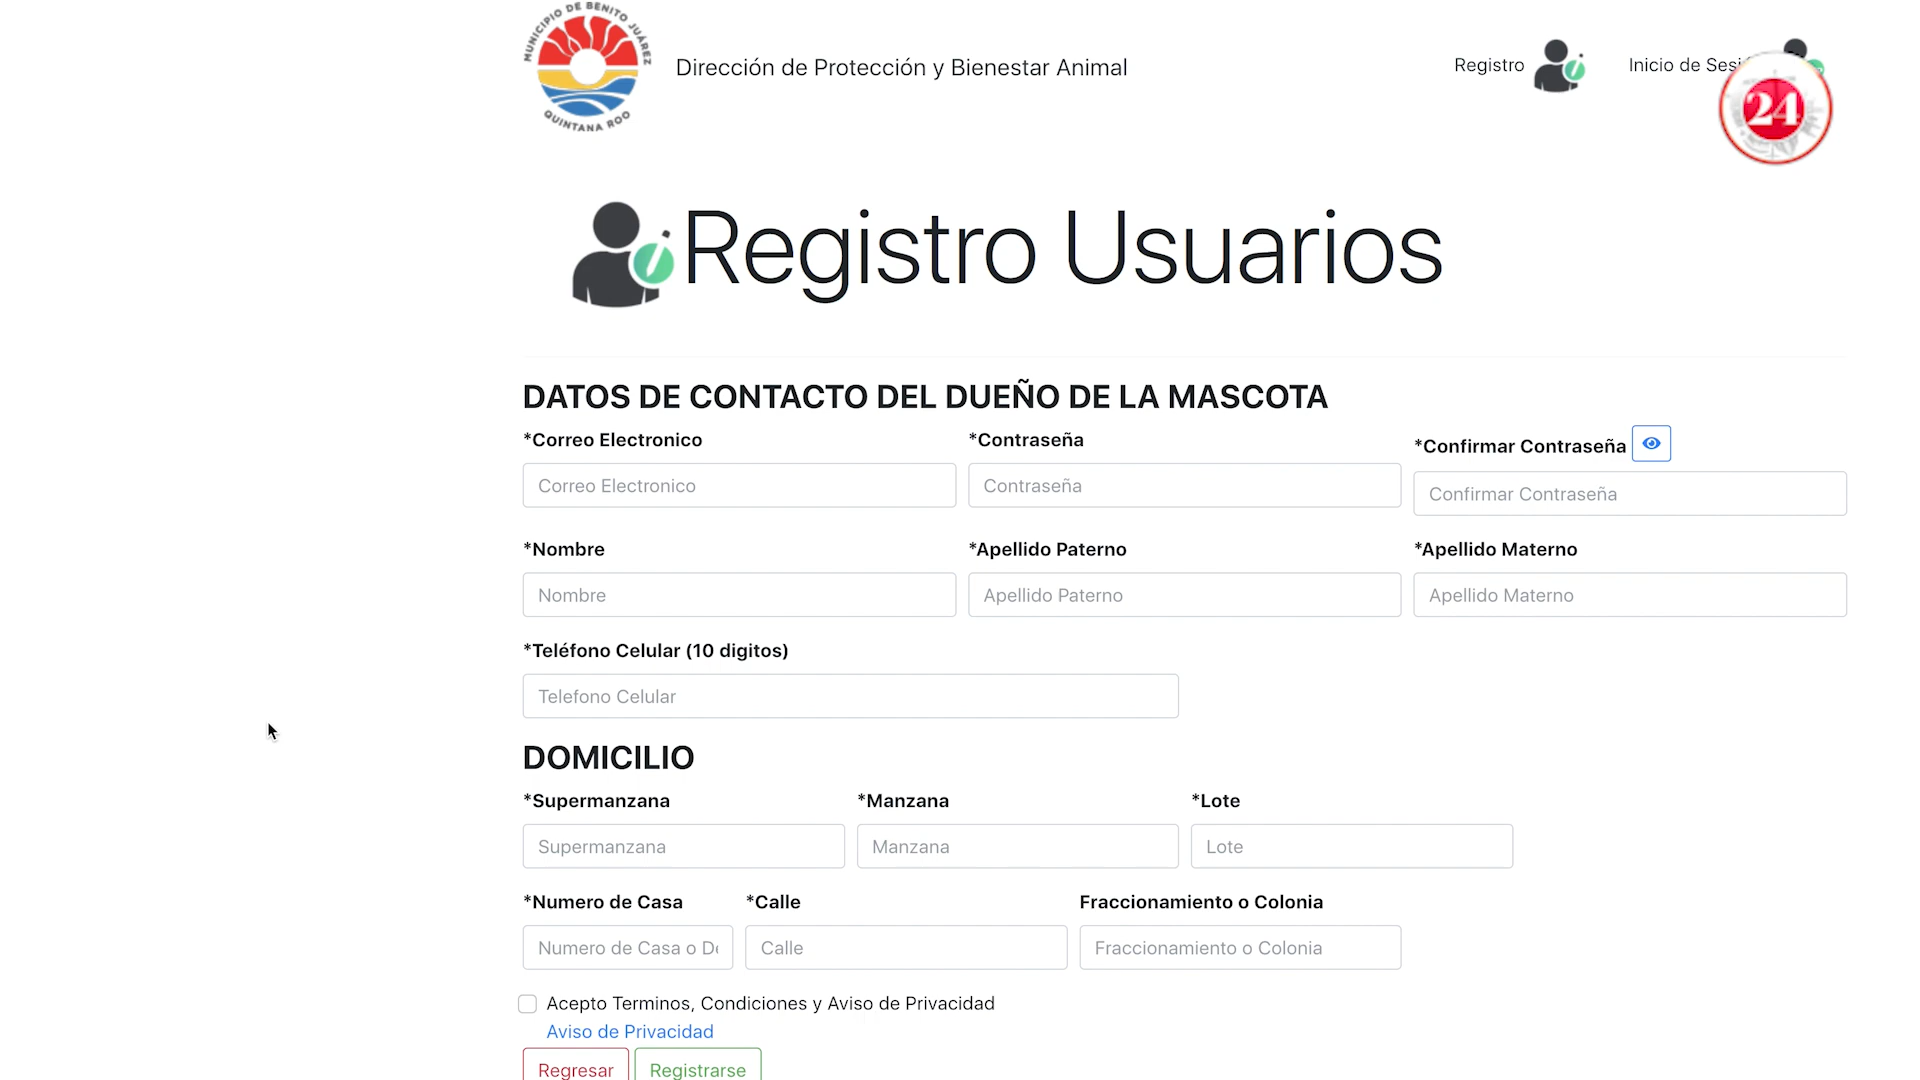 MUNICIPIO DE BENITO JUÁREZ
QUINTANA ROO
Dirección de Protección y Bienestar Animal
Registro
Inicio de
24
Registro Usuarios
DATOS DE CONTACTO DEL DUEÑO DE LA MASCOTA
*Correo Electronico *Contraseña *Confirmar Contraseña
Correo Electronico Contraseña Confirmar Contraseña
*Nombre *Apellido Paterno *Apellido Materno
Nombre Apellido Paterno Apellido Materno
*Teléfono Celular (10 digitos)
Telefono Celular
DOMICILIO
*Supermanzana *Manzana *Lote
Supermanzana Manzana Lote
*Numero de Casa *Calle Fraccionamiento o Colonia
Numero de Casa o Calle Fraccionamiento o Colonia
Acepto Terminos, Condiciones y Aviso de Privacidad
Aviso de Privacidad
Regresar Registrarse